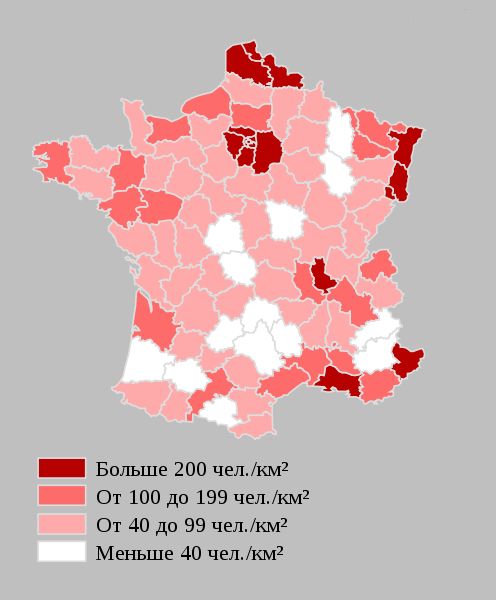 Больше 200 чел./км²
От 100 до 199 чел./км²
От 40 до 99 чел./км²
Меньше 40 чел./км²